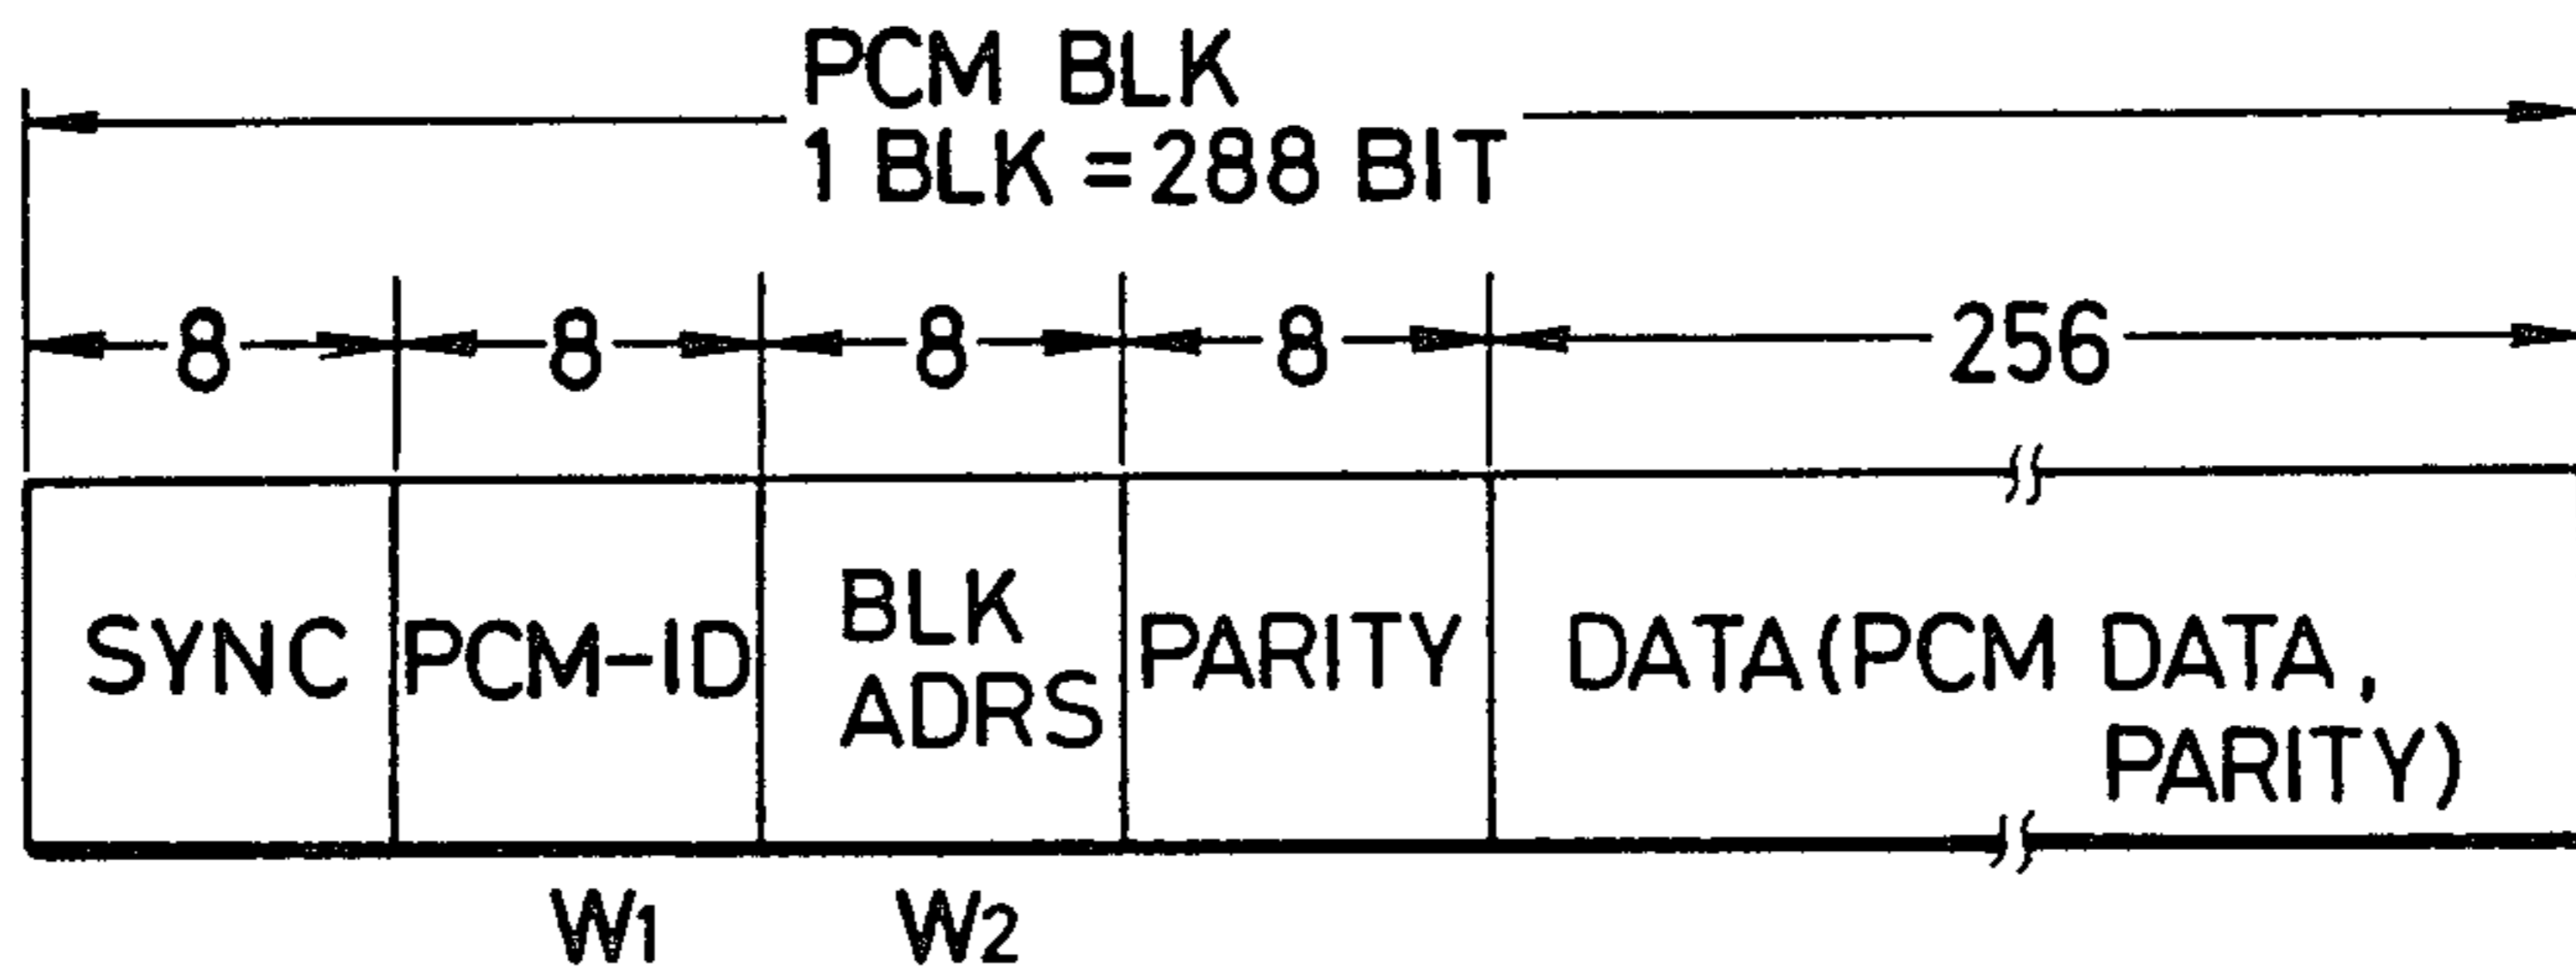 PCM BLK
1 BLK = 288 BIT
8 8 8 8 256
SYNC PCM-ID BLK ADRS PARITY DATA (PCM DATA, PARITY)
W1 W2